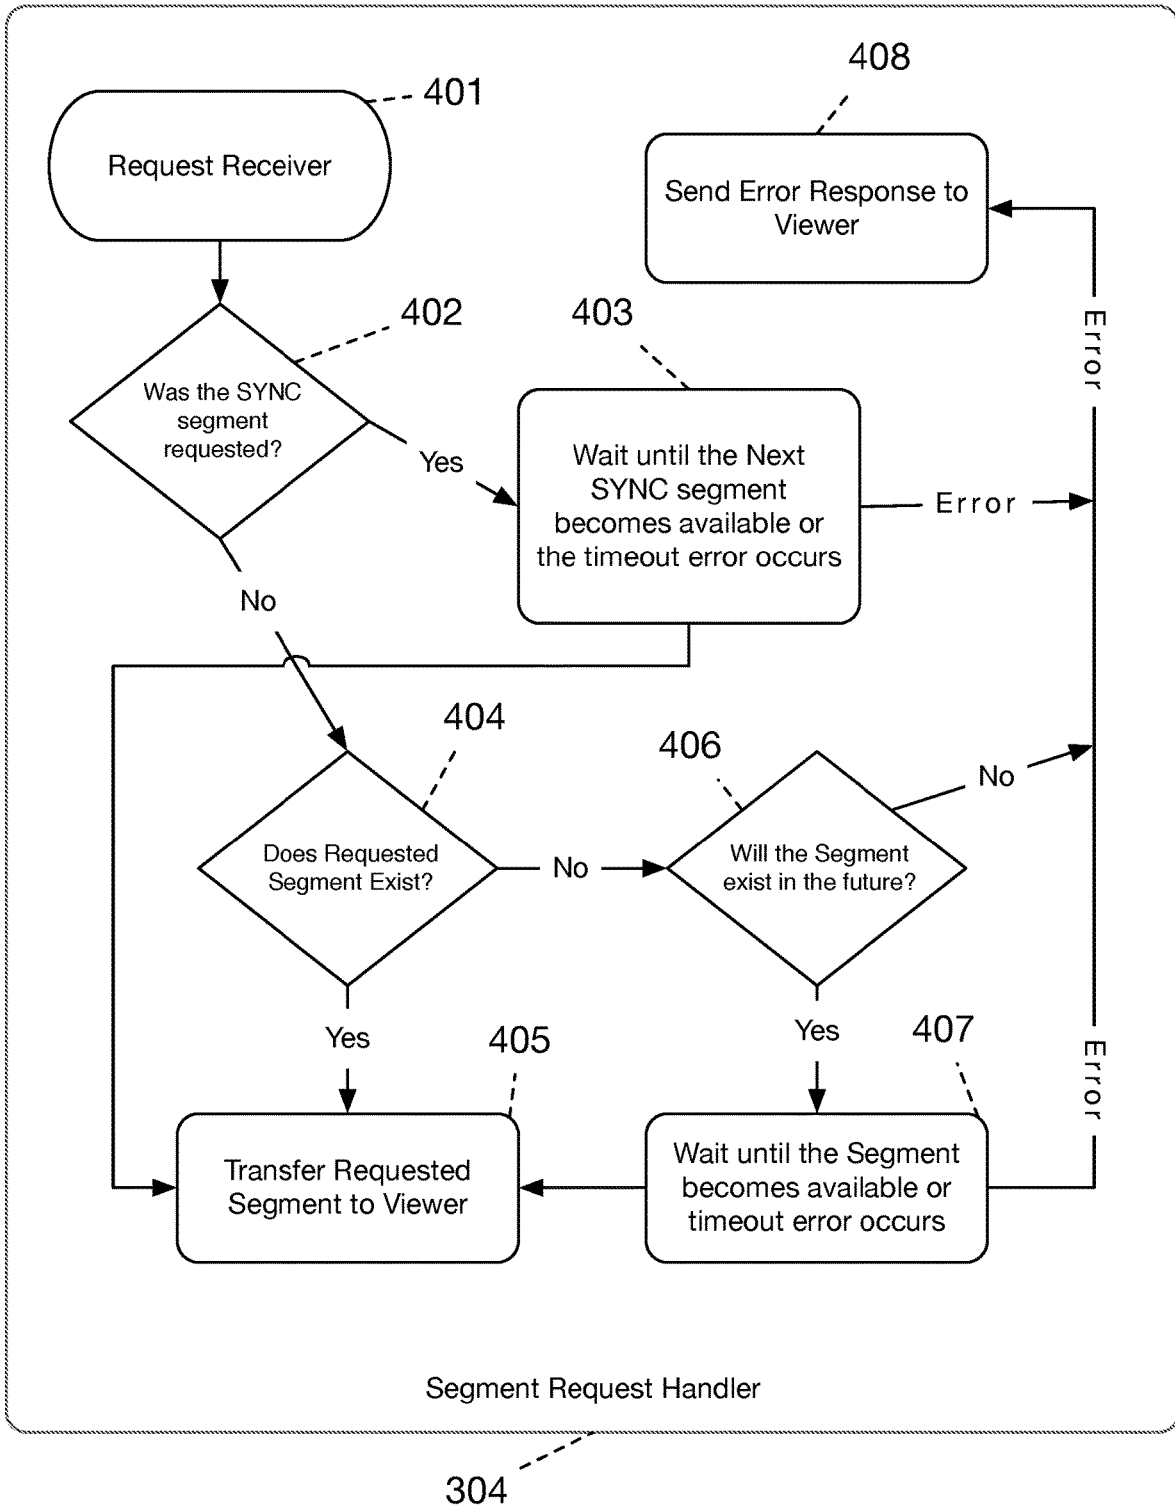 408
401
Request Receiver
Send Error Response to
Viewer
402
403
Error
Was the SYNC
segment
requested?
Yes
Wait until the Next
SYNC segment
becomes available or
the timeout error occurs
Error
No
404
406
No
Does Requested
Segment Exist?
No
Will the Segment
exist in the future?
Yes
405
Yes
407
Error
Transfer Requested
Segment to Viewer
Wait until the Segment
becomes available or
timeout error occurs
Segment Request Handler
304